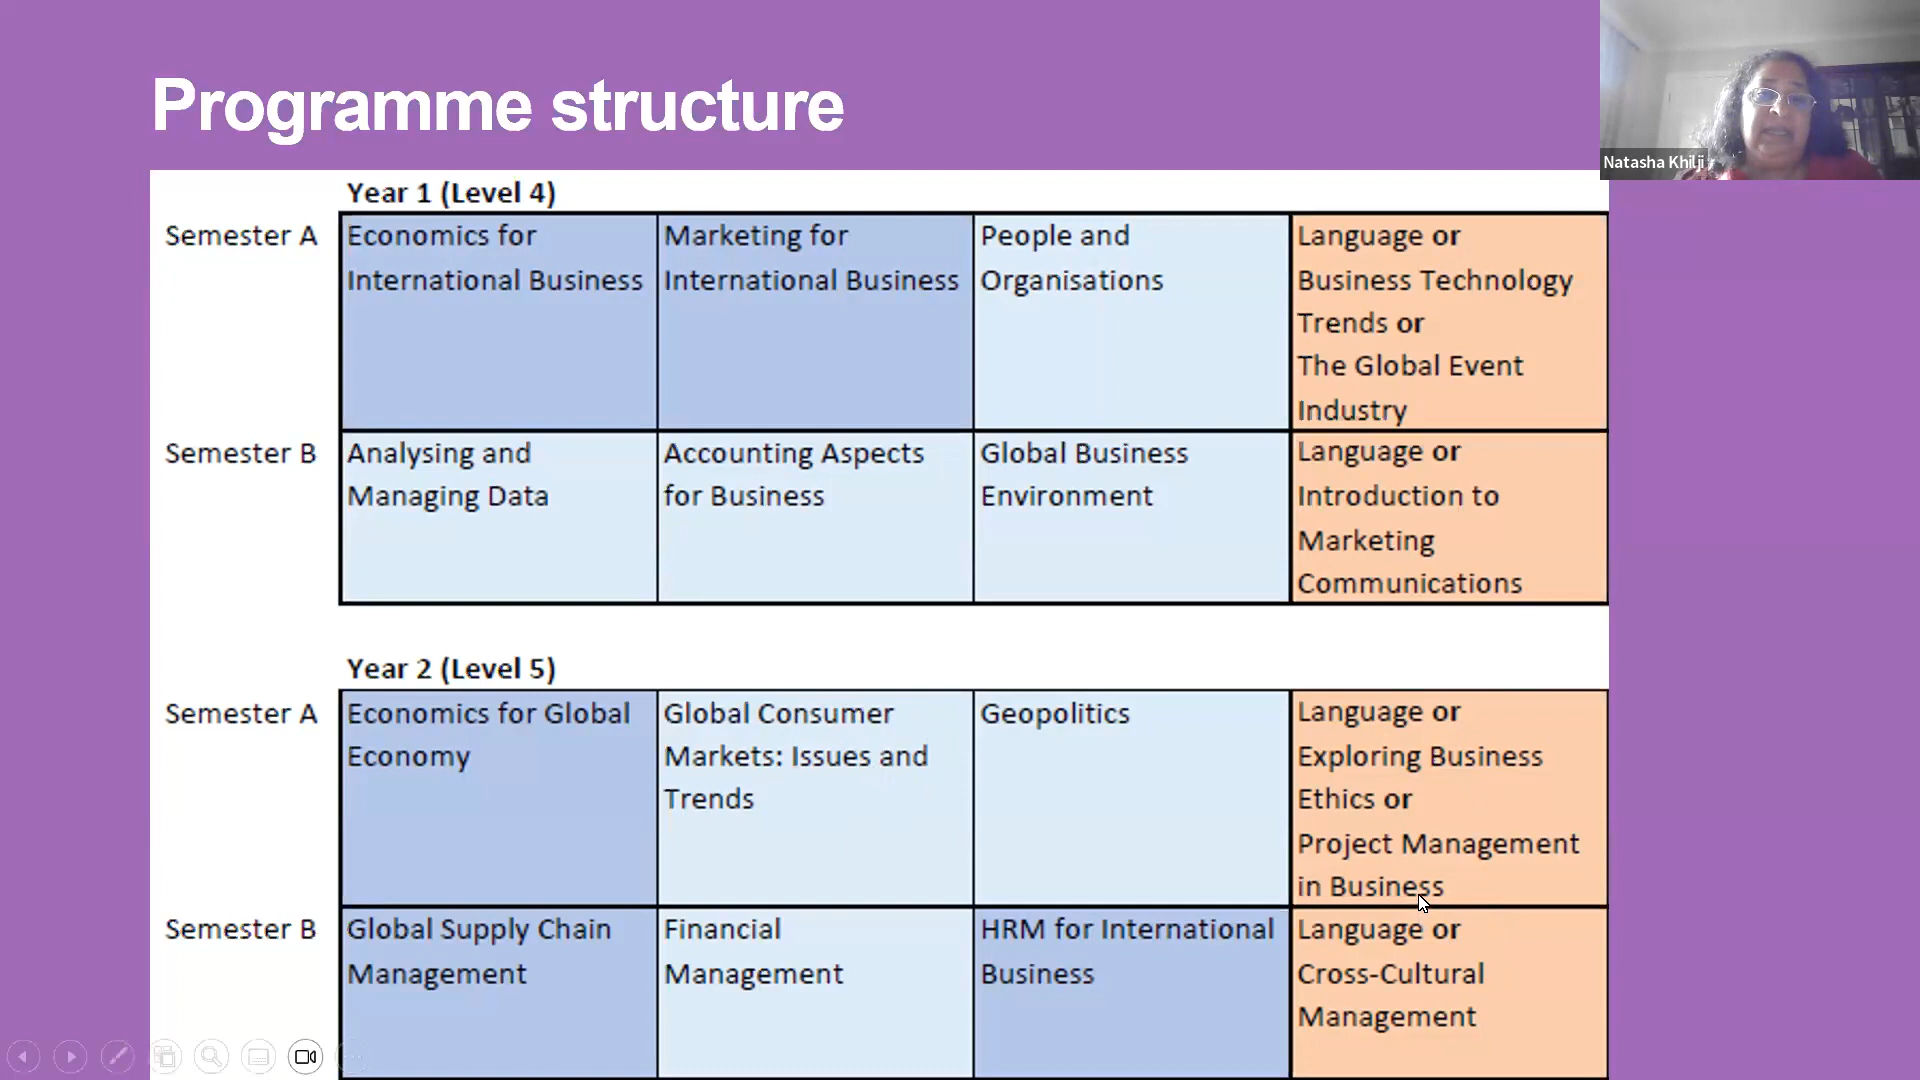 Programme structure
Natasha Khilji
Year 1 (Level 4)
Semester A
Economics for
International Business
Marketing for
International Business
People and
Organisations
Language or
Business Technology
Trends or
The Global Event
Industry
Semester B
Analysing and
Managing Data
Accounting Aspects
for Business
Global Business
Environment
Language or
Introduction to
Marketing
Communications
Year 2 (Level 5)
Semester A
Economics for Global
Economy
Global Consumer
Markets: Issues and
Trends
Geopolitics
Language or
Exploring Business
Ethics or
Project Management
in Business
Semester B
Global Supply Chain
Management
Financial
Management
HRM for International
Business
Language or
Cross-Cultural
Management